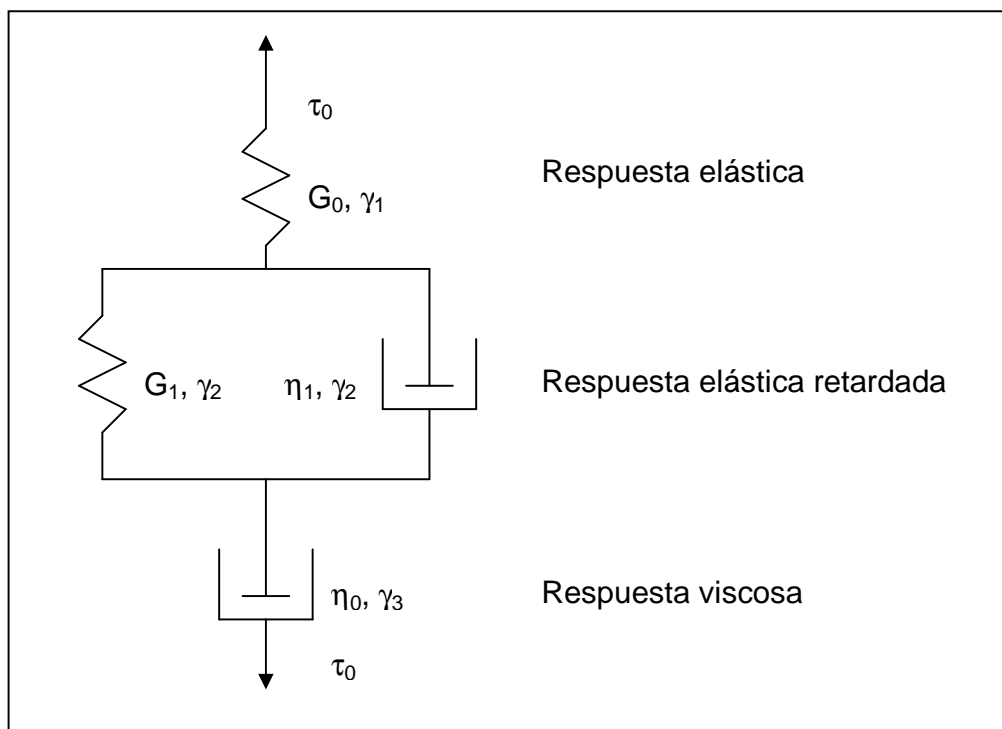 τ₀
Respuesta elástica
G₀, γ₁
G₁, γ₂
η₁, γ₂
Respuesta elástica retardada
η₀, γ₃
Respuesta viscosa
τ₀